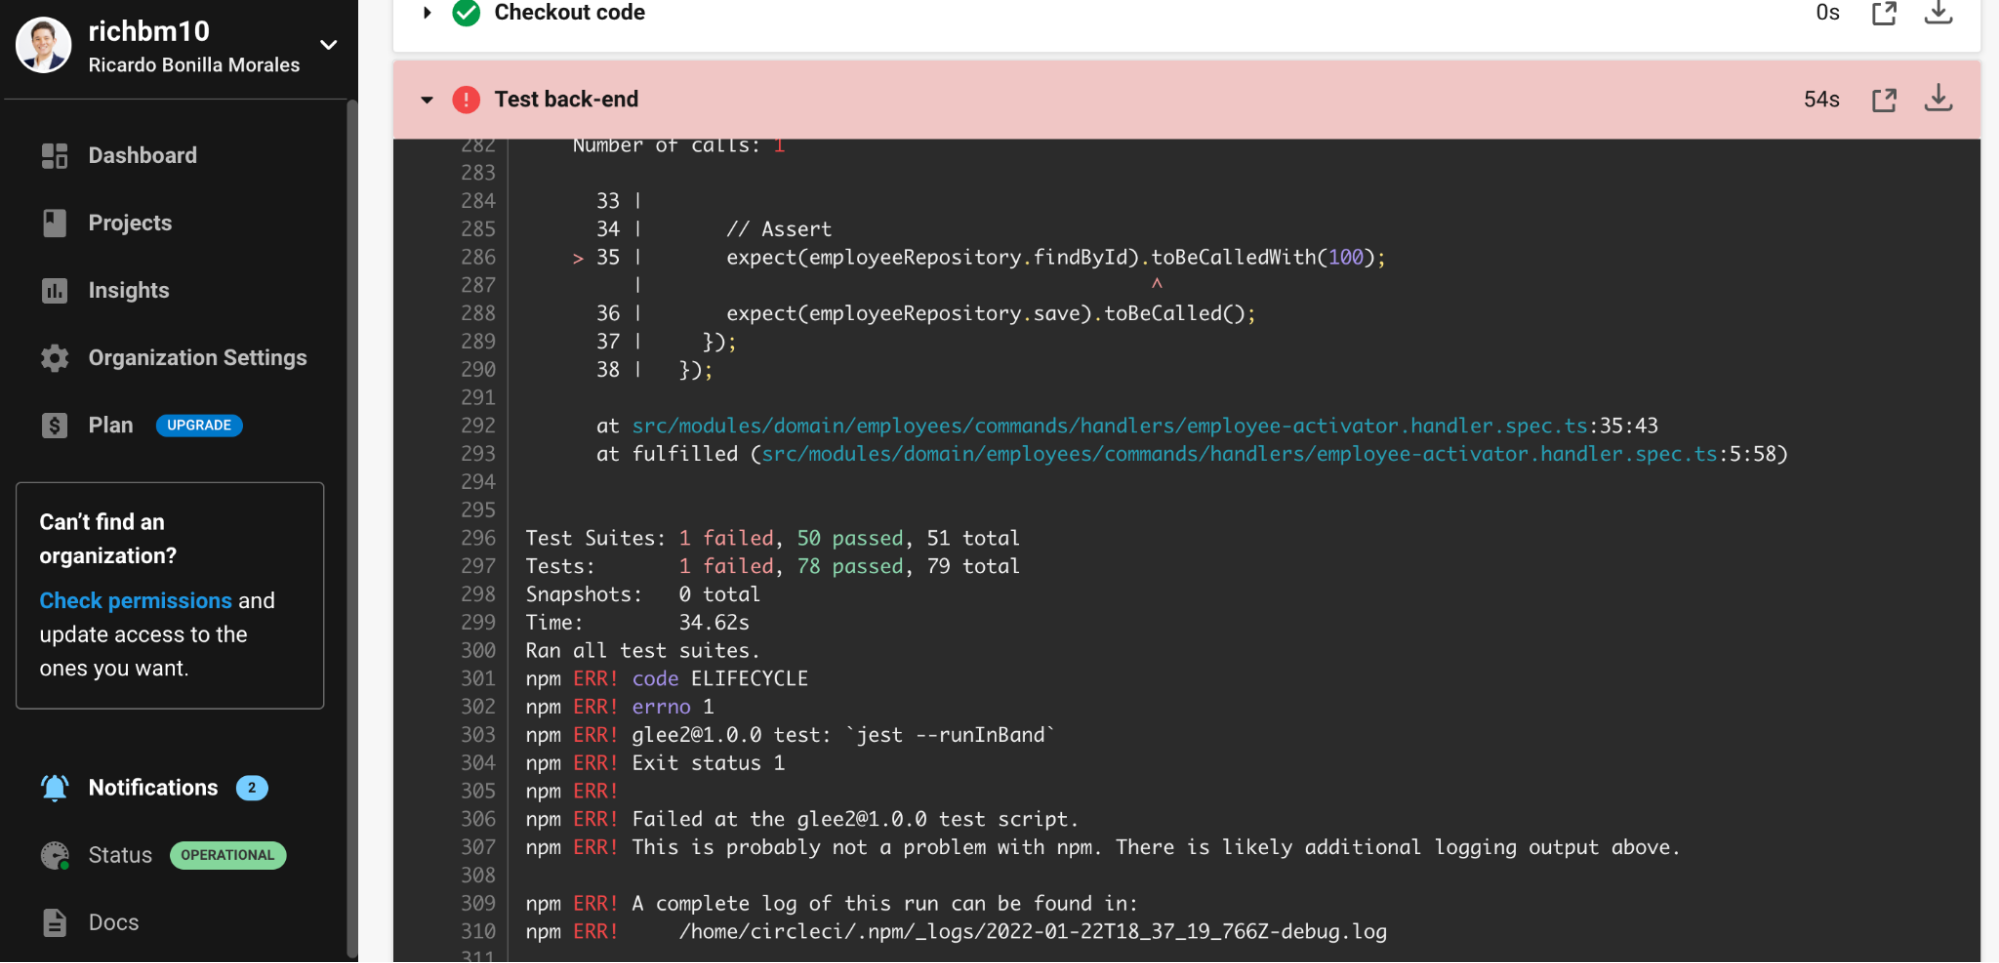 richbm10
Ricardo Bonilla Morales
Dashboard
Projects
Insights
Organization Settings
Plan UPGRADE
Can’t find an
organization?
Check permissions and
update access to the
ones you want.
Notifications 2
Status OPERATIONAL
Docs
Checkout code 0s
Test back-end 54s
282 Number of calls: 1
283
284 33 |
285 34 | // Assert
286 > 35 | expect(employeeRepository.findById).toBeCalledWith(100);
287 | ^
288 36 | expect(employeeRepository.save).toBeCalled();
289 37 | });
290 38 | });
291
292 at src/modules/domain/employees/commands/handlers/employee-activator.handler.spec.ts:35:43
293 at fulfilled (src/modules/domain/employees/commands/handlers/employee-activator.handler.spec.ts:5:58)
294
295
296 Test Suites: 1 failed, 50 passed, 51 total
297 Tests: 1 failed, 78 passed, 79 total
298 Snapshots: 0 total
299 Time: 34.62s
300 Ran all test suites.
301 npm ERR! code ELIFECYCLE
302 npm ERR! errno 1
303 npm ERR! glee2@1.0.0 test: `jest --runInBand`
304 npm ERR! Exit status 1
305 npm ERR!
306 npm ERR! Failed at the glee2@1.0.0 test script.
307 npm ERR! This is probably not a problem with npm. There is likely additional logging output above.
308
309 npm ERR! A complete log of this run can be found in:
310 npm ERR! /home/circleci/.npm/_logs/2022-01-22T18_37_19_766Z-debug.log
311